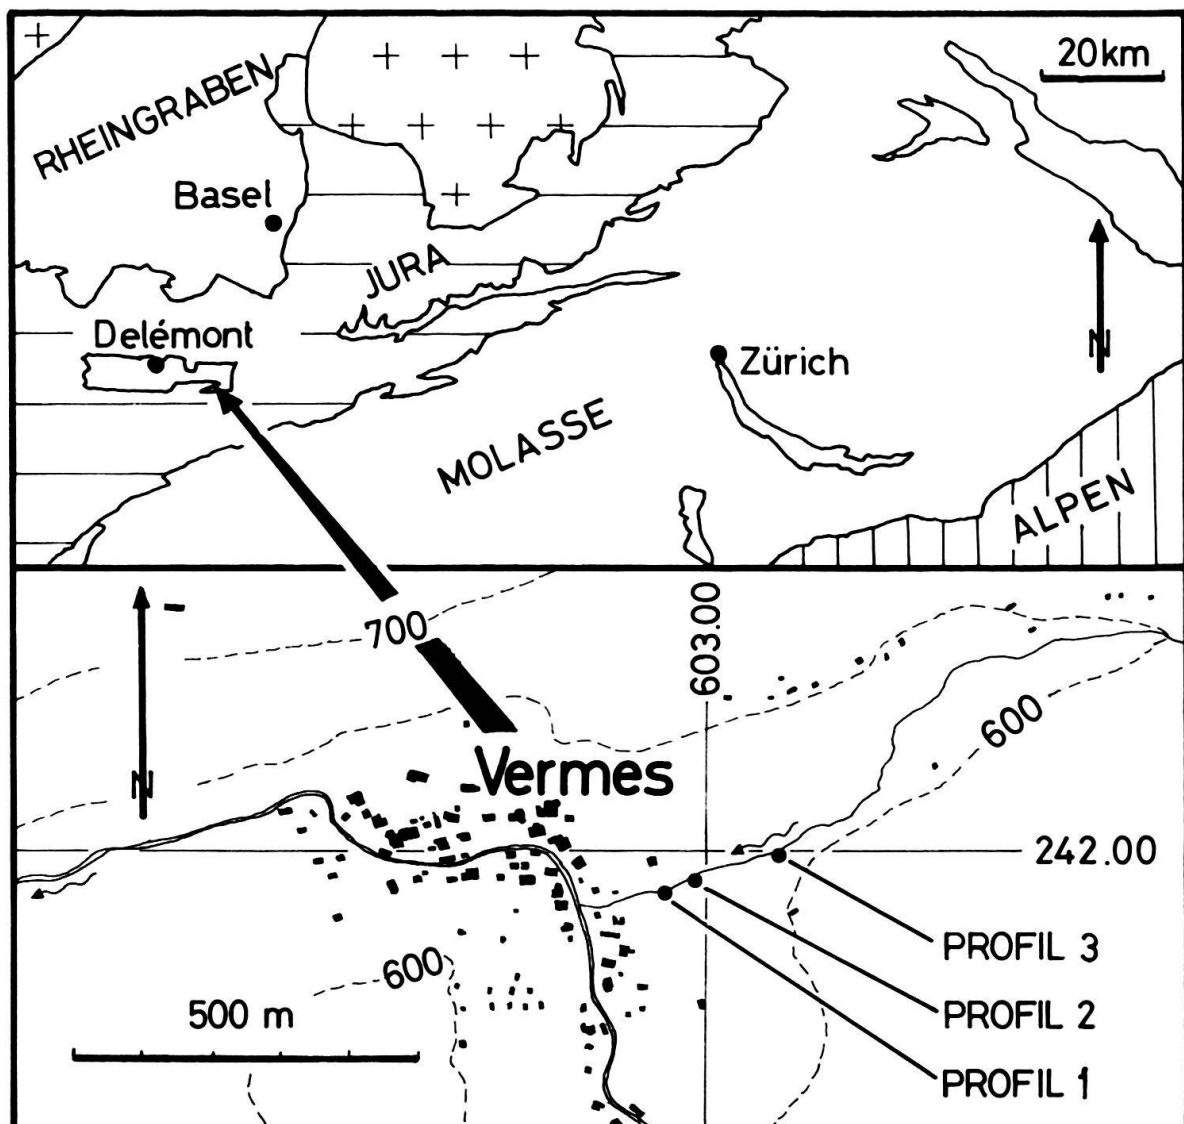 20km
RHEINGRABEN
Basel
JURA
N
Delémont
Zürich
MOLASSE
ALPEN
700
603.00
600
N
Vermes
242.00
PROFIL 3
600
500 m
PROFIL 2
PROFIL 1